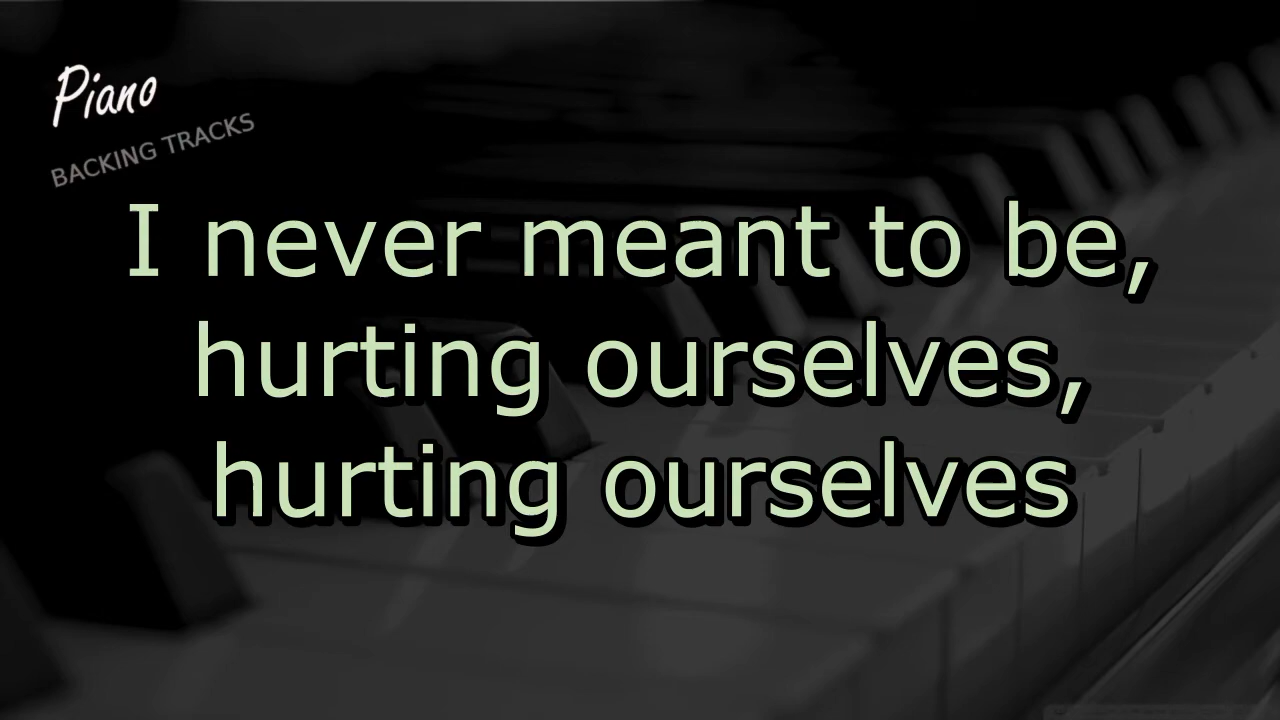 Piano
BACKING TRACKS
I never meant to be,
hurting ourselves,
hurting ourselves